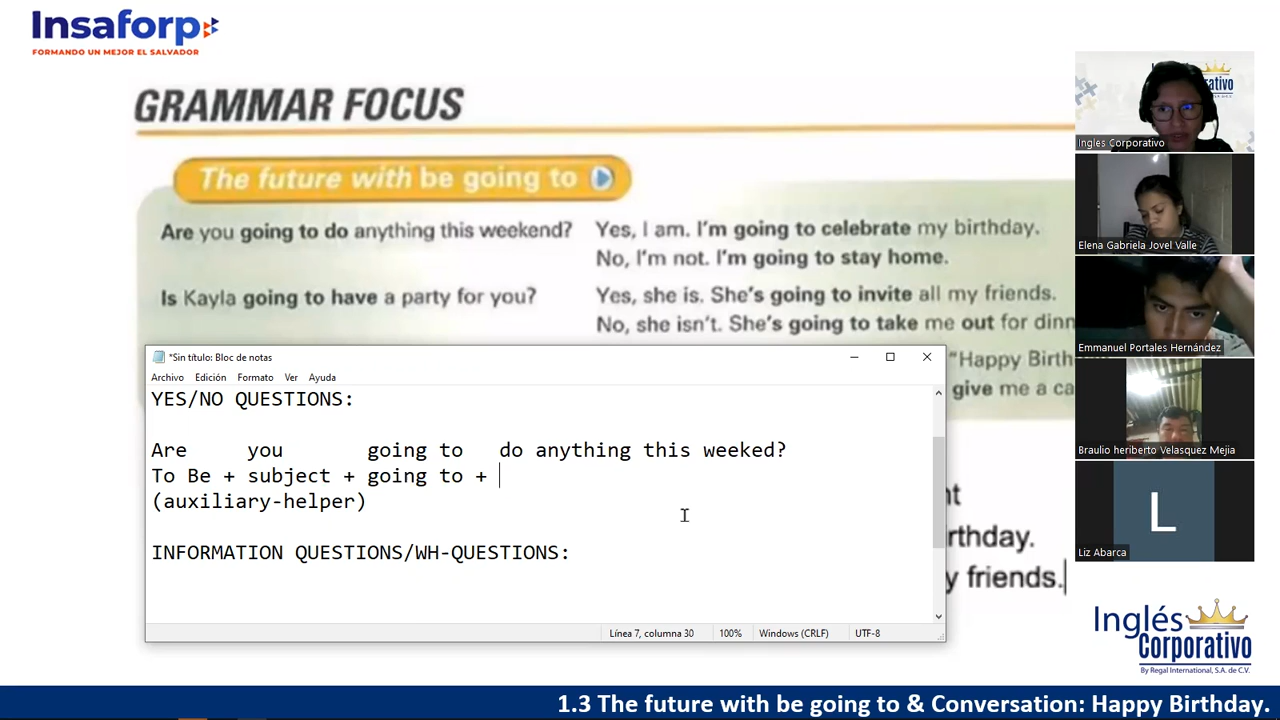 Insaforp
FORMANDO UN MEJOR EL SALVADOR
GRAMMAR FOCUS
The future with be going to
Are you going to do anything this weekend? Yes, I am. I'm going to celebrate my birthday.
No, I'm not. I'm going to stay home.
Is Kayla going to have a party for you? Yes, she is. She's going to invite all my friends.
No, she isn't. She's going to take me out for dinn
"Happy Birth
give me a ca
*Sin título: Bloc de notas
Archivo Edición Formato Ver Ayuda
YES/NO QUESTIONS:
Are you going to do anything this weeked?
To Be + subject + going to +
(auxiliary-helper)
INFORMATION QUESTIONS/WH-QUESTIONS:
Línea 7, columna 30 100% Windows (CRLF) UTF-8
nt
rthday.
y friends.
Inglés Corporativo
Elena Gabriela Jovel Valle
Emmanuel Portales Hernández
Braulio heriberto Velasquez Mejia
L
Liz Abarca
Inglés
Corporativo
By Regal International, S.A. de C.V.
1.3 The future with be going to & Conversation: Happy Birthday.